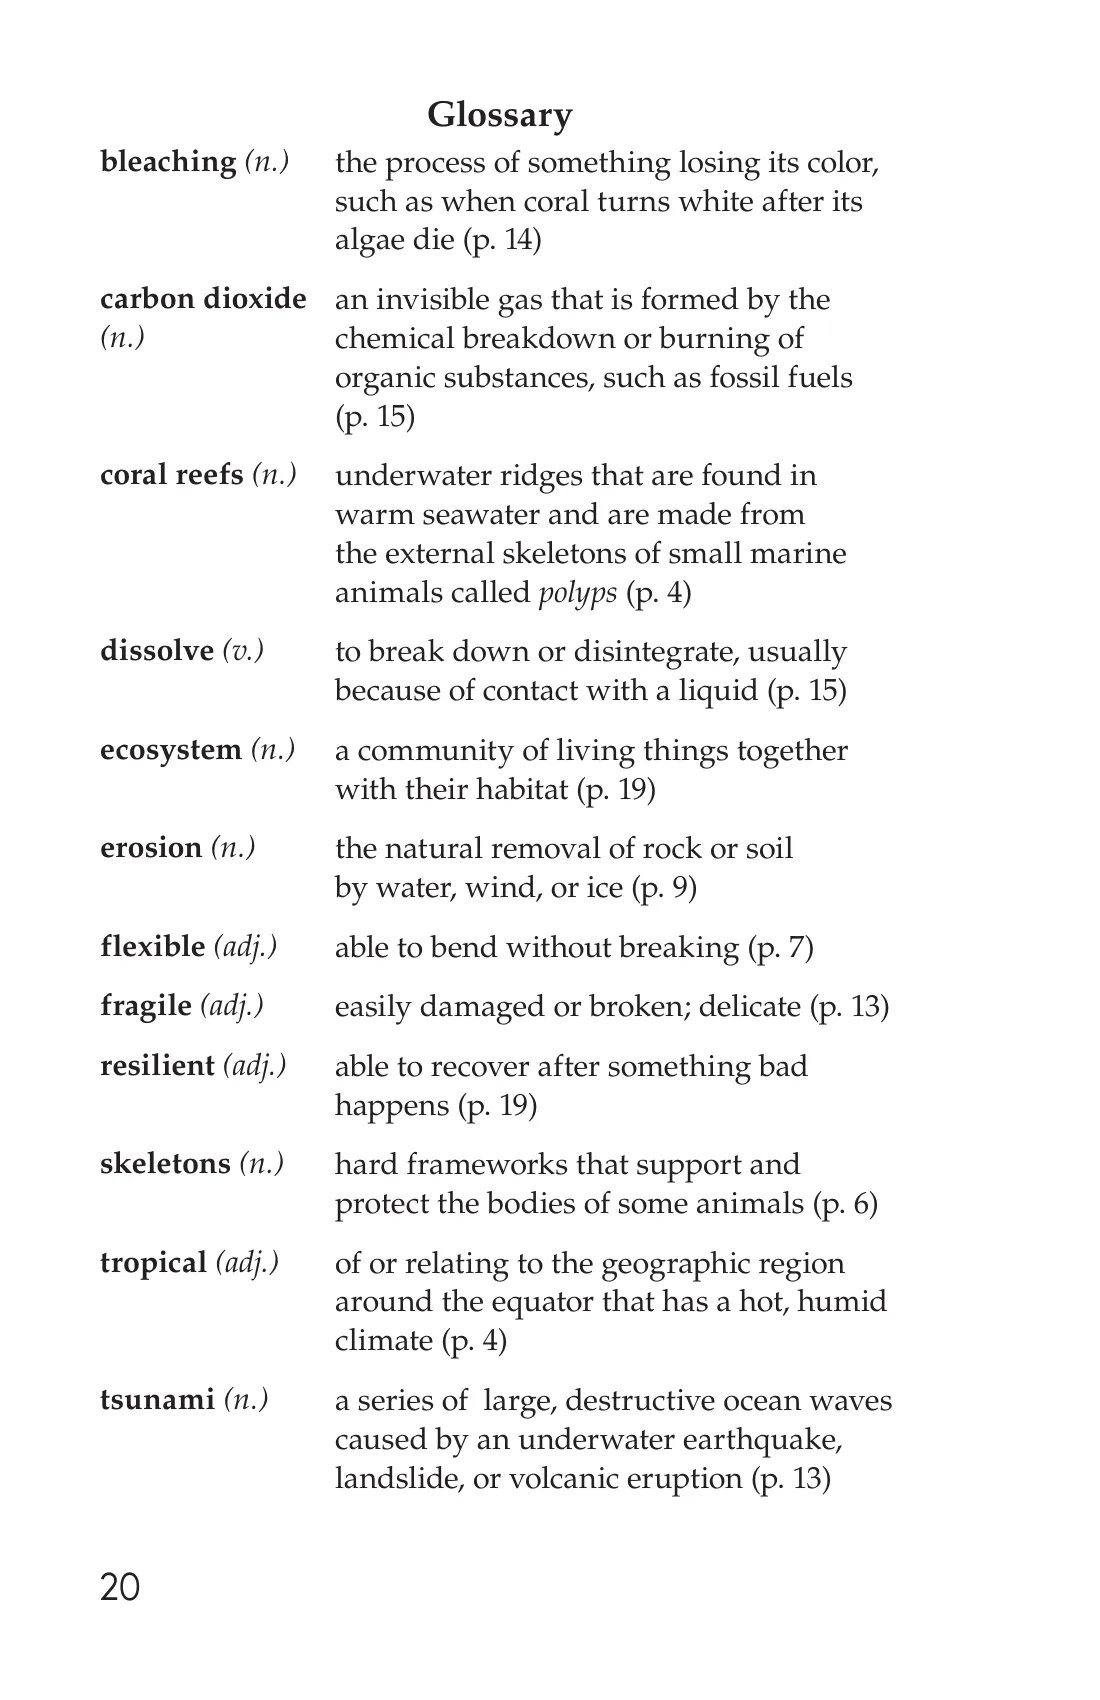 Glossary
bleaching (n.) the process of something losing its color,
such as when coral turns white after its
algae die (p. 14)
carbon dioxide an invisible gas that is formed by the
(n.) chemical breakdown or burning of
organic substances, such as fossil fuels
(p. 15)
coral reefs (n.) underwater ridges that are found in
warm seawater and are made from
the external skeletons of small marine
animals called polyps (p. 4)
dissolve (v.) to break down or disintegrate, usually
because of contact with a liquid (p. 15)
ecosystem (n.) a community of living things together
with their habitat (p. 19)
erosion (n.) the natural removal of rock or soil
by water, wind, or ice (p. 9)
flexible (adj.) able to bend without breaking (p. 7)
fragile (adj.) easily damaged or broken; delicate (p. 13)
resilient (adj.) able to recover after something bad
happens (p. 19)
skeletons (n.) hard frameworks that support and
protect the bodies of some animals (p. 6)
tropical (adj.) of or relating to the geographic region
around the equator that has a hot, humid
climate (p. 4)
tsunami (n.) a series of  large, destructive ocean waves
caused by an underwater earthquake,
landslide, or volcanic eruption (p. 13)
20